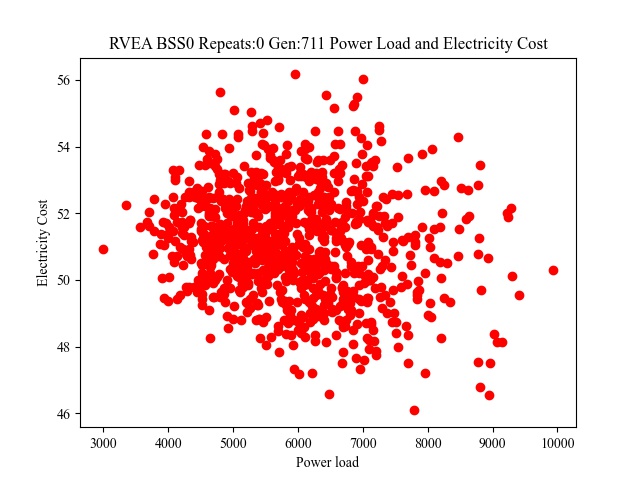 RVEA BSS0 Repeats:0 Gen:711 Power Load and Electricity Cost
56
54
52
50
48
46
Electricity Cost
3000 4000 5000 6000 7000 8000 9000 10000
Power load